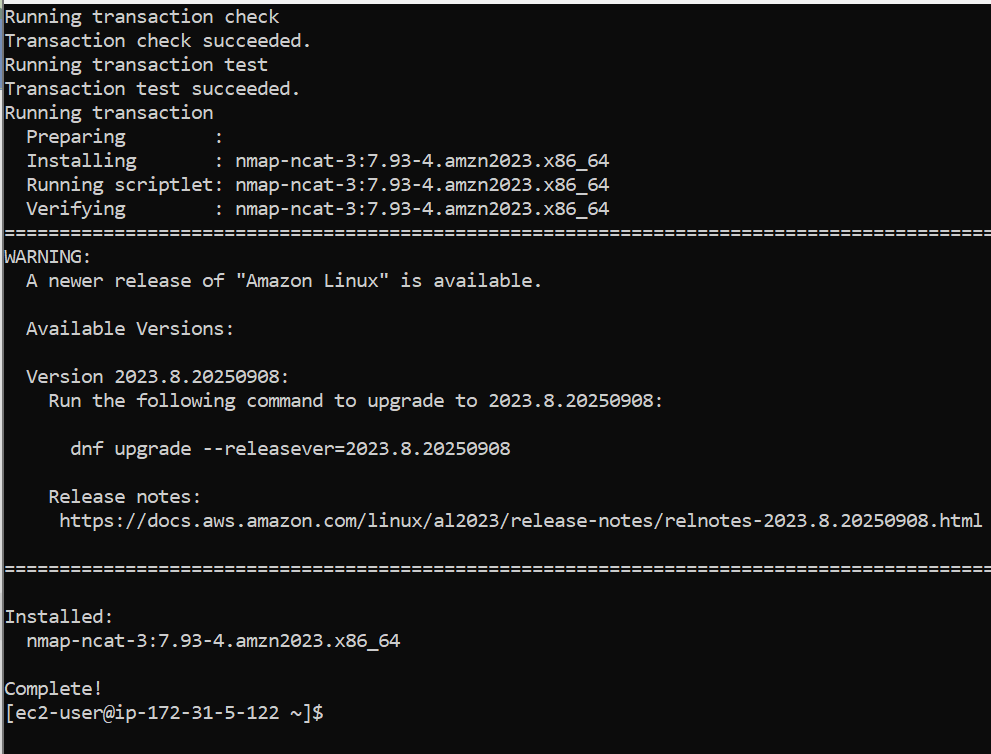 Running transaction check
Transaction check succeeded.
Running transaction test
Transaction test succeeded.
Running transaction
  Preparing        :
  Installing       : nmap-ncat-3:7.93-4.amzn2023.x86_64
  Running scriptlet: nmap-ncat-3:7.93-4.amzn2023.x86_64
  Verifying        : nmap-ncat-3:7.93-4.amzn2023.x86_64
==========================================================================================
WARNING:
  A newer release of "Amazon Linux" is available.

  Available Versions:

  Version 2023.8.20250908:
    Run the following command to upgrade to 2023.8.20250908:

      dnf upgrade --releasever=2023.8.20250908

    Release notes:
     https://docs.aws.amazon.com/linux/al2023/release-notes/relnotes-2023.8.20250908.html

==========================================================================================

Installed:
  nmap-ncat-3:7.93-4.amzn2023.x86_64

Complete!
[ec2-user@ip-172-31-5-122 ~]$